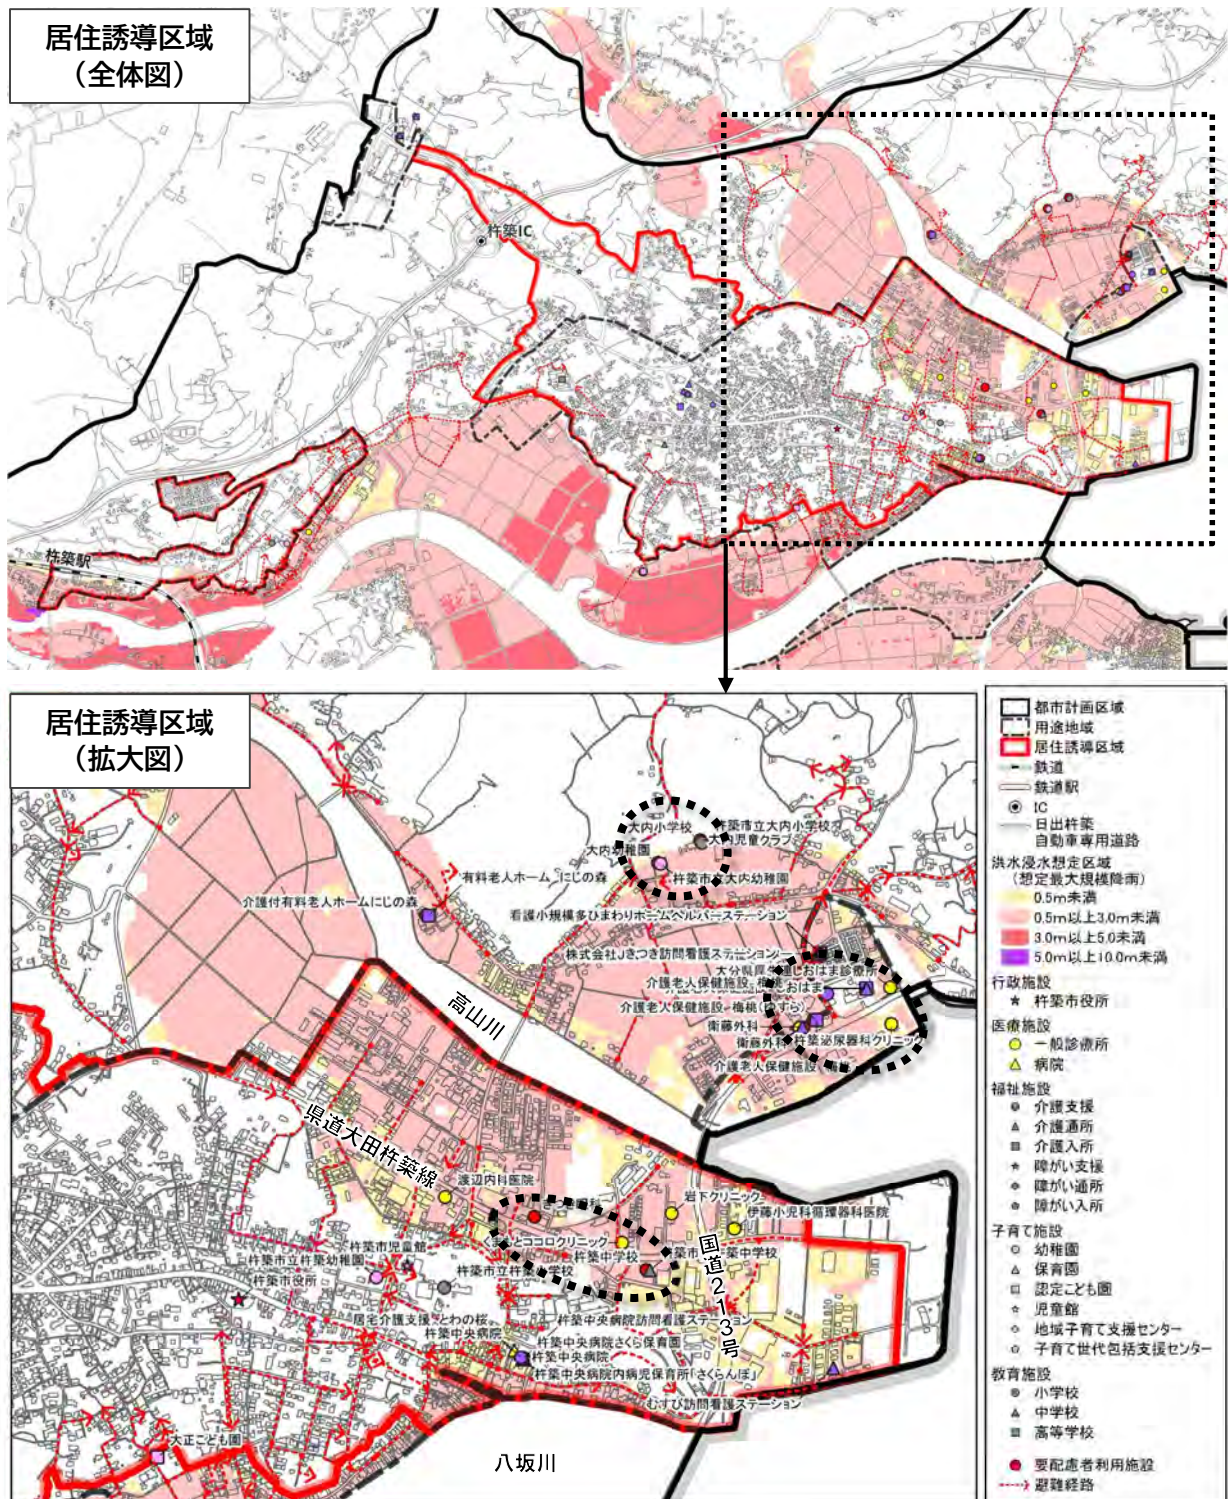 居住誘導区域
（全体図）
杵築IC
杵築駅
居住誘導区域
（拡大図）
大内小学校
杵築市立大内小学校
大内児童クラブ
大内幼稚園
杵築市立大内幼稚園
有料老人ホーム にじの森
介護付有料老人ホームにじの森
看護小規模多ひまわりホームヘルパーステーション
株式会社Jきつき訪問看護ステーション
大分県厚生連しおはま診療所
介護老人保健施設
おはま
介護老人保健施設 梅桃(ゆすら)
衛藤外科
衛藤外科
杵築泌尿器科クリニック
介護老人保健施設
高山川
県道大田杵築線
渡辺内科医院
岩下クリニック
伊藤小児科循環器科医院
こころとココロクリニック
杵築中学校
国道213号
杵築市児童館
杵築市立杵築幼稚園
杵築市立杵築小学校
杵築市役所
居宅介護支援 とわの桜
杵築中央病院訪問看護ステーション
杵築中央病院
杵築中央病院さくら保育園
杵築中央病院
杵築中央病院内病児保育所「さくらんぼ」
むすび訪問看護ステーション
大正こども園
八坂川
都市計画区域
用途地域
居住誘導区域
鉄道
鉄道駅
IC
日出杵築
自動車専用道路
洪水浸水想定区域
(想定最大規模降雨)
0.5m未満
0.5m以上3.0m未満
3.0m以上5.0未満
5.0m以上10.0m未満
行政施設
杵築市役所
医療施設
一般診療所
病院
福祉施設
介護支援
介護通所
介護入所
障がい支援
障がい通所
障がい入所
子育て施設
幼稚園
保育園
認定こども園
児童館
地域子育て支援センター
子育て世代包括支援センター
教育施設
小学校
中学校
高等学校
要配慮者利用施設
避難経路